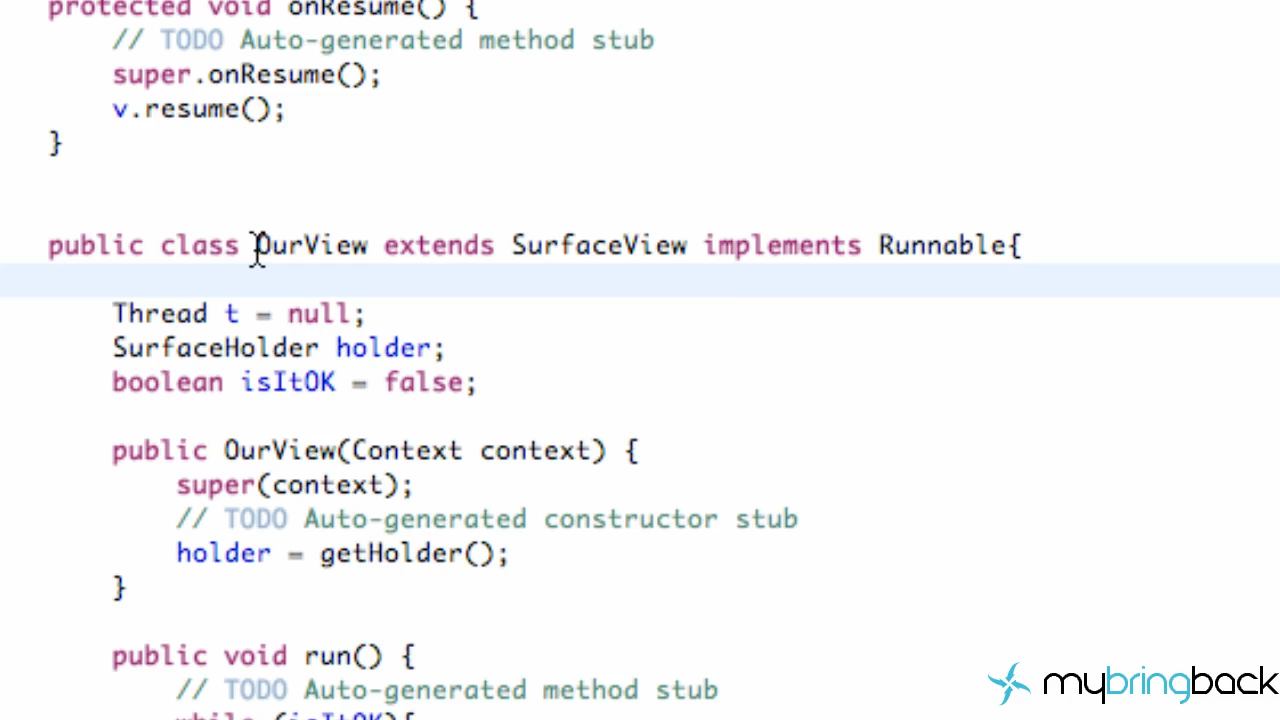 protected void onResume() {
// TODO Auto-generated method stub
super.onResume();
v.resume();
}
public class OurView extends SurfaceView implements Runnable{
Thread t = null;
SurfaceHolder holder;
boolean isItOK = false;
public OurView(Context context) {
super(context);
// TODO Auto-generated constructor stub
holder = getHolder();
}
public void run() {
// TODO Auto-generated method stub
while (isItOK){
mybringback